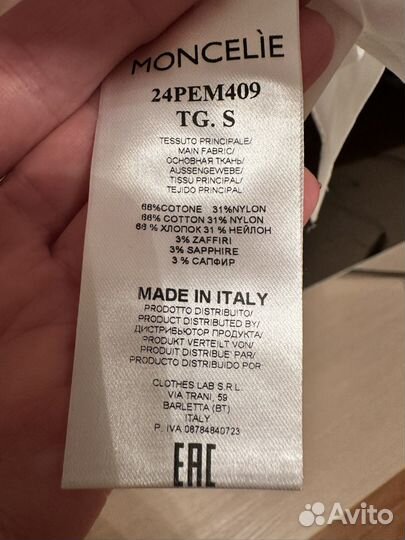 MONCELÌE
24PEM409
TG. S
TESSUTO PRINCIPALE/
MAIN FABRIC/
ОСНОВНАЯ ТКАНЬ/
AUSSENGEWEBE/
TISSU PRINCIPAL/
TEJIDO PRINCIPAL
66%COTONE 31%NYLON
66% COTTON 31% NYLON
66 % ХЛОПОК 31 % НЕЙЛОН
3% ZAFFIRI
3% SAPPHIRE
3 % САПФИР
MADE IN ITALY
PRODOTTO DISTRIBUITO/
PRODUCT DISTRIBUTED BY/
ДИСТРИБЬЮТОР ПРОДУКТА/
PRODUKT VERTEILT VON/
PRODUIT DISTRIBUÉ PAR/
PRODUCTO DISTRIBUIDO POR
CLOTHES LAB S.R.L.
VIA TRANI, 59
BARLETTA (BT)
ITALY
P. IVA 08784840723
EAC
Avito